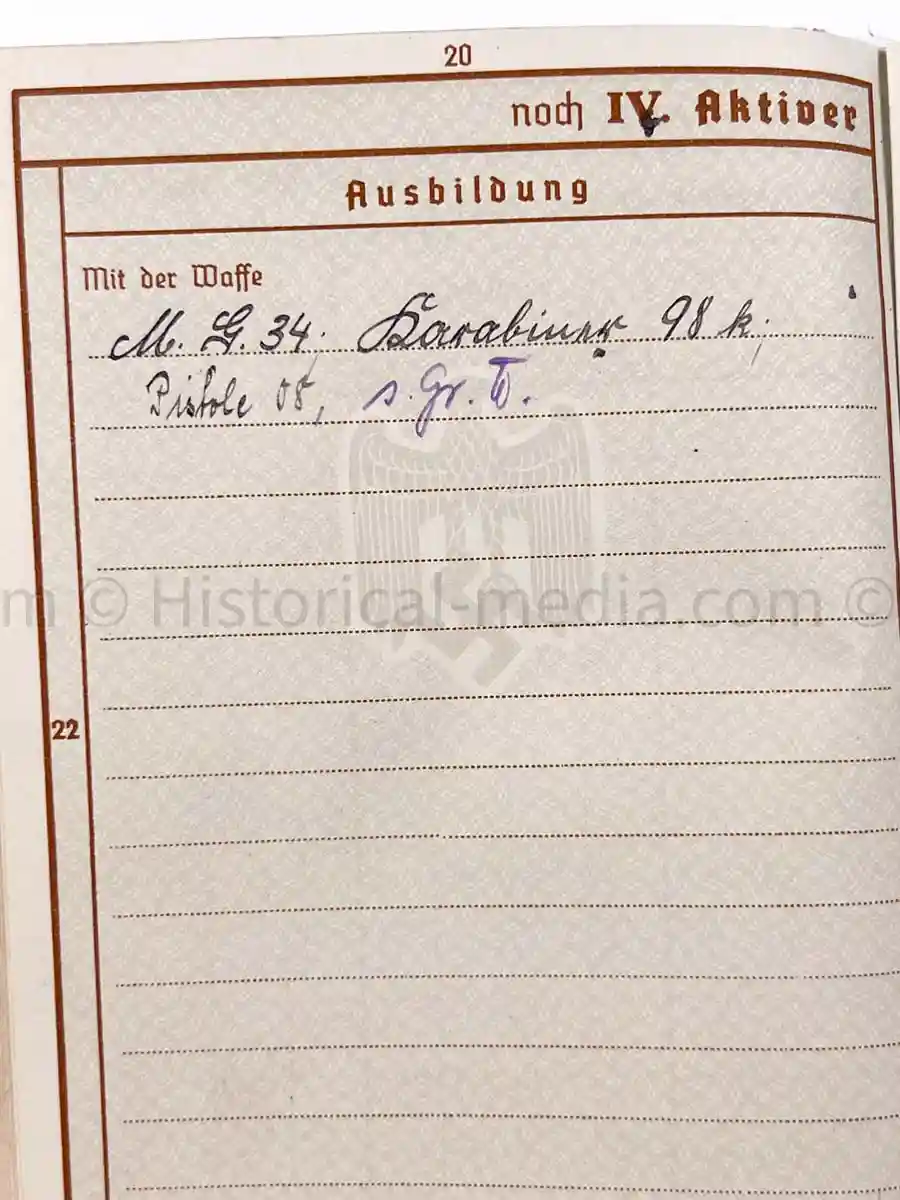 20
noch IV. Aktiver
Ausbildung
Mit der Waffe
M. G. 34, Karabiner 98 k,
Pistole 08, s. Gr. W.
m © Historical-media.com ©
22